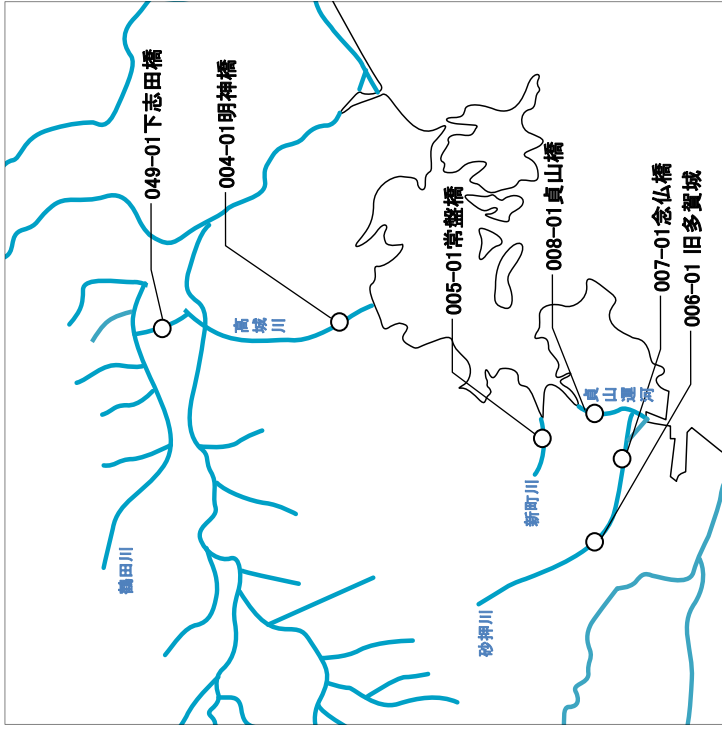 049-01下志田橋
004-01明神橋
高城川
005-01常盤橋
008-01貞山橋
007-01念仏橋
006-01 旧多賀城
貞山運河
新町川
鶴田川
砂押川